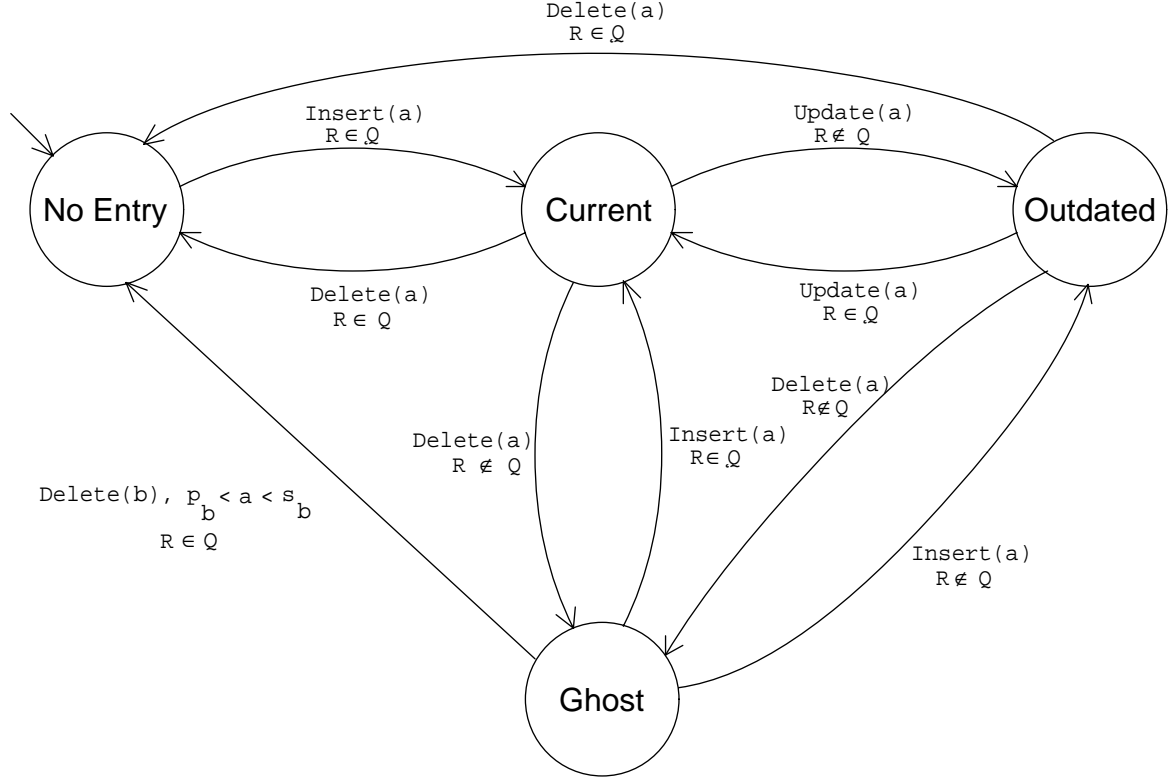 Delete(a)
R ∈ Q
Insert(a)
R ∈ Q
Update(a)
R ∉ Q
No Entry
Current
Outdated
Delete(a)
R ∈ Q
Update(a)
R ∈ Q
Delete(a)
R ∉ Q
Delete(a)
R ∉ Q
Insert(a)
R ∈ Q
Delete(b), p_b < a < s_b
R ∈ Q
Insert(a)
R ∉ Q
Ghost